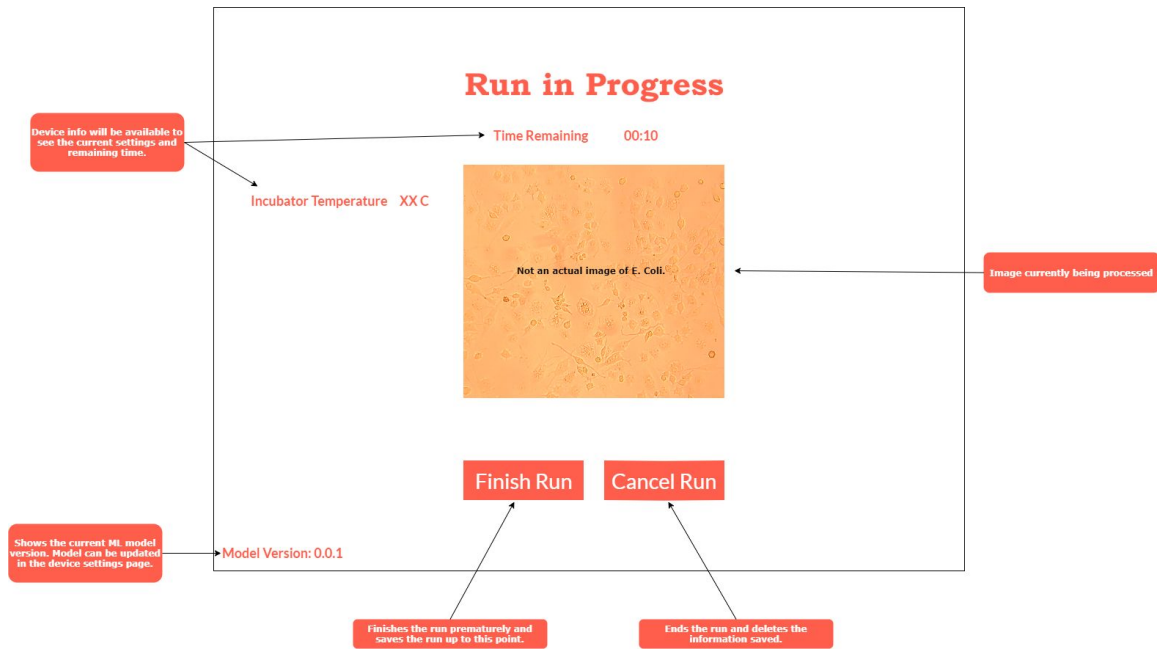 Run in Progress
Device info will be available to
see the current settings and
remaining time.
Time Remaining 00:10
Incubator Temperature XX C
Not an actual image of E. Coli.
Image currently being processed
Finish Run
Cancel Run
Shows the current ML model
version. Model can be updated
in the device settings page.
Model Version: 0.0.1
Finishes the run prematurely and
saves the run up to this point.
Ends the run and deletes the
information saved.